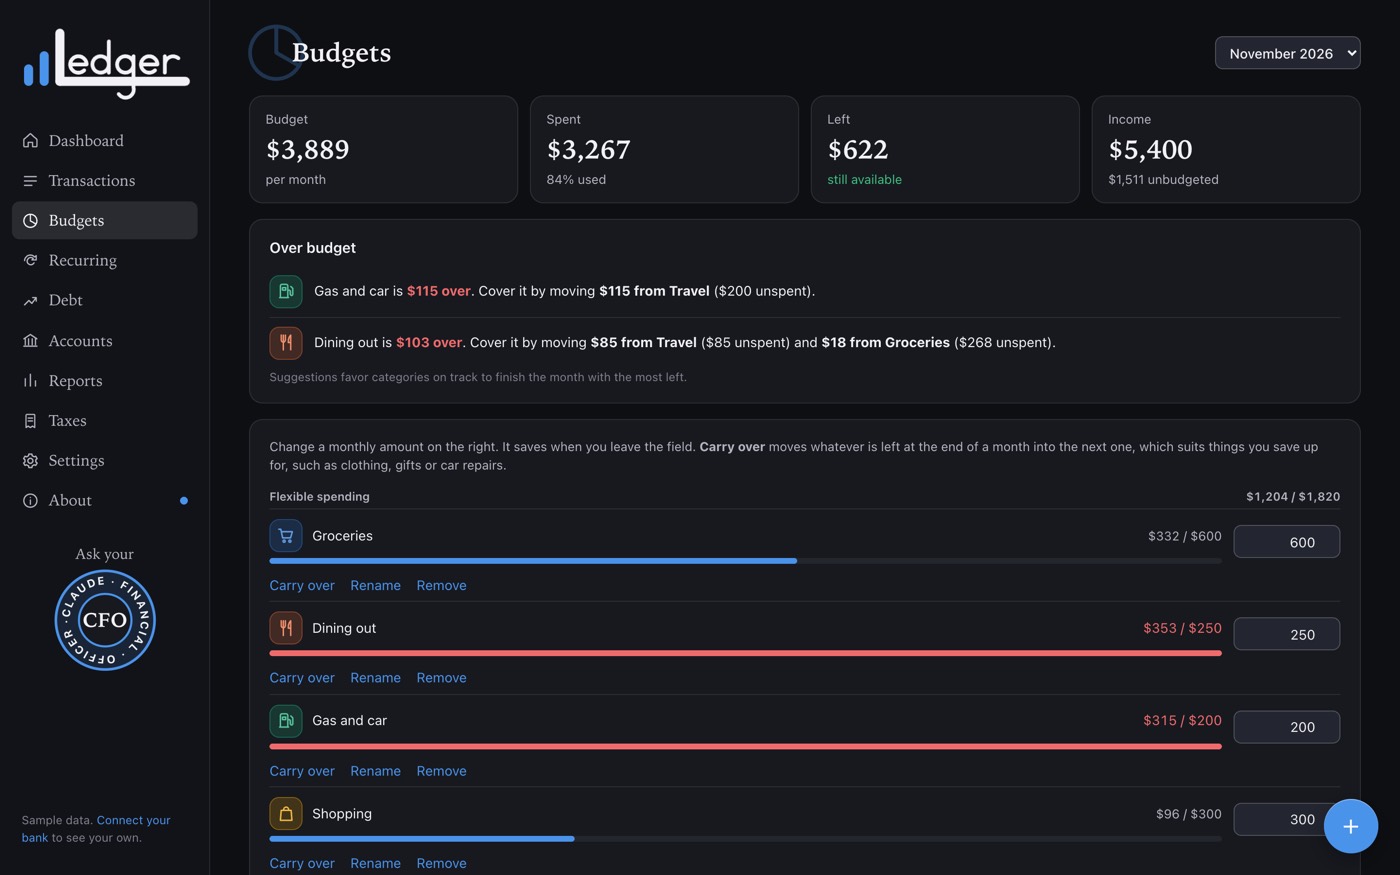 Ledger
Dashboard
Transactions
Budgets
Recurring
Debt
Accounts
Reports
Taxes
Settings
About
Ask your
CLAUDE · FINANCIAL · OFFICER ·
CFO
Sample data. Connect your
bank to see your own.
Budgets
November 2026
Budget
$3,889
per month
Spent
$3,267
84% used
Left
$622
still available
Income
$5,400
$1,511 unbudgeted
Over budget
Gas and car is $115 over. Cover it by moving $115 from Travel ($200 unspent).
Dining out is $103 over. Cover it by moving $85 from Travel ($85 unspent) and $18 from Groceries ($268 unspent).
Suggestions favor categories on track to finish the month with the most left.
Change a monthly amount on the right. It saves when you leave the field. Carry over moves whatever is left at the end of a month into the next one, which suits things you save up
for, such as clothing, gifts or car repairs.
Flexible spending $1,204 / $1,820
Groceries $332 / $600 600
Carry over Rename Remove
Dining out $353 / $250 250
Carry over Rename Remove
Gas and car $315 / $200 200
Carry over Rename Remove
Shopping $96 / $300 300
Carry over Rename Remove